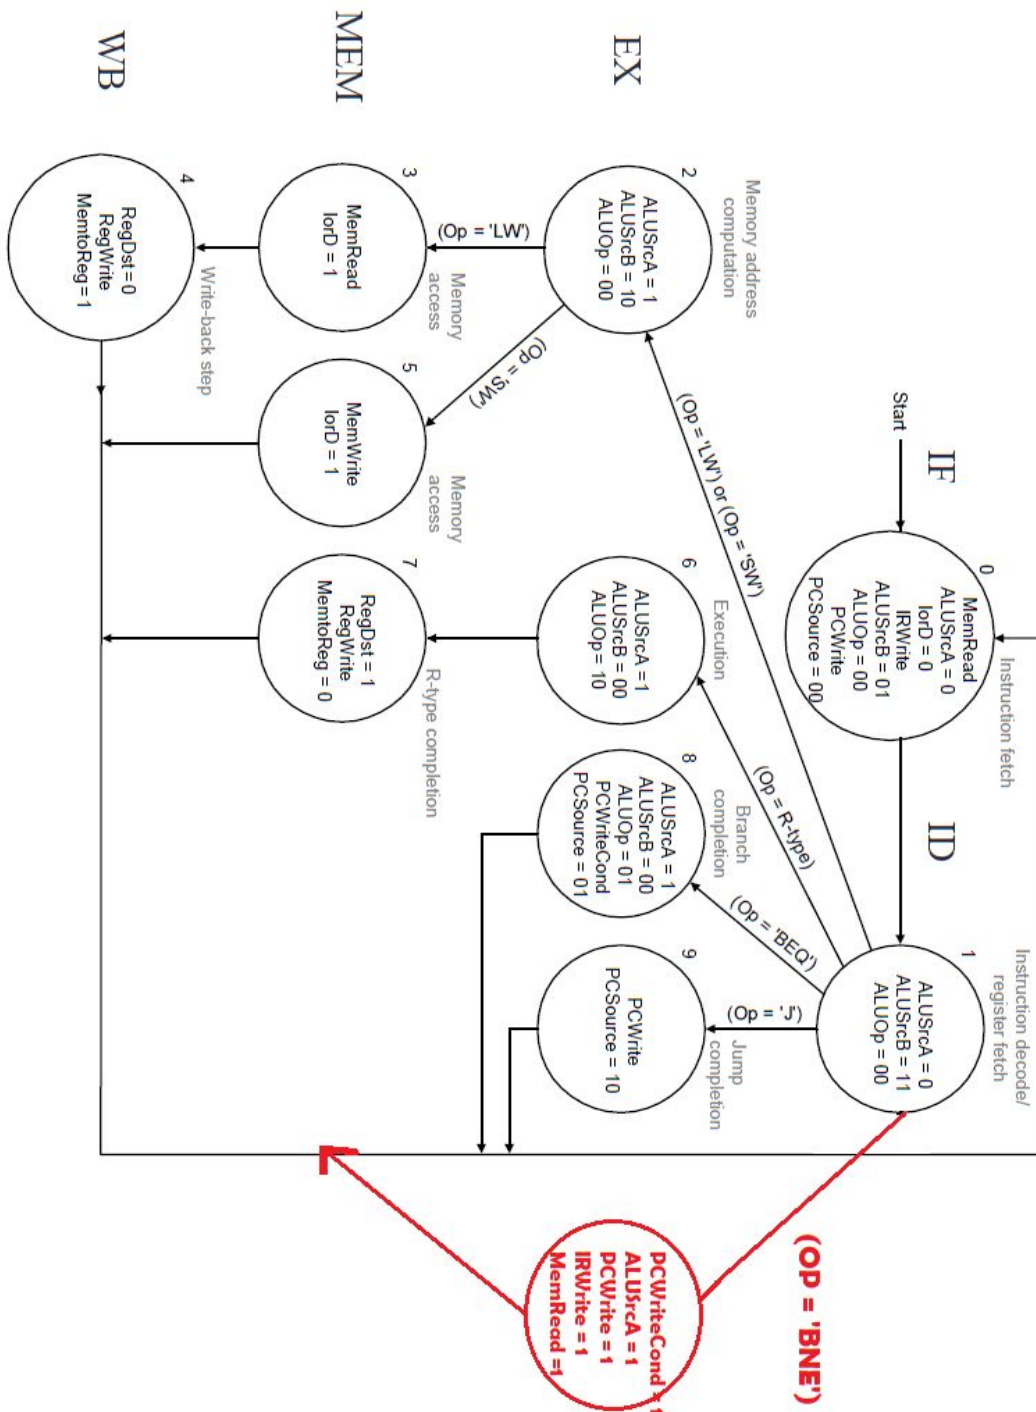 IF
ID
EX
MEM
WB
Start
0
MemRead
ALUSrcA = 0
IorD = 0
IRWrite
ALUSrcB = 01
ALUOp = 00
PCWrite
PCSource = 00
Instruction fetch
Instruction decode/
register fetch
1
ALUSrcA = 0
ALUSrcB = 11
ALUOp = 00
(Op = 'LW') or (Op = 'SW')
(Op = R-type)
(Op = 'BEQ')
(Op = 'J')
(OP = 'BNE')
Memory address
computation
2
ALUSrcA = 1
ALUSrcB = 10
ALUOp = 00
Execution
6
ALUSrcA = 1
ALUSrcB = 00
ALUOp = 10
Branch
completion
8
ALUSrcA = 1
ALUSrcB = 00
ALUOp = 01
PCWriteCond
PCSource = 01
Jump
completion
9
PCWrite
PCSource = 10
PCWriteCond = 1
ALUSrcA = 1
PCWrite = 1
IRWrite = 1
MemRead =1
(Op = 'LW')
(Op = 'SW')
Memory
access
3
MemRead
IorD = 1
Memory
access
5
MemWrite
IorD = 1
R-type completion
7
RegDst = 1
RegWrite
MemtoReg = 0
Write-back step
4
RegDst = 0
RegWrite
MemtoReg = 1